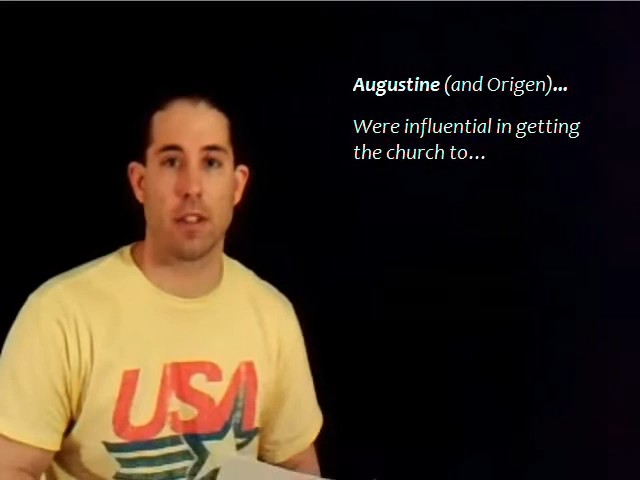 Augustine (and Origen)...
Were influential in getting
the church to...
USA